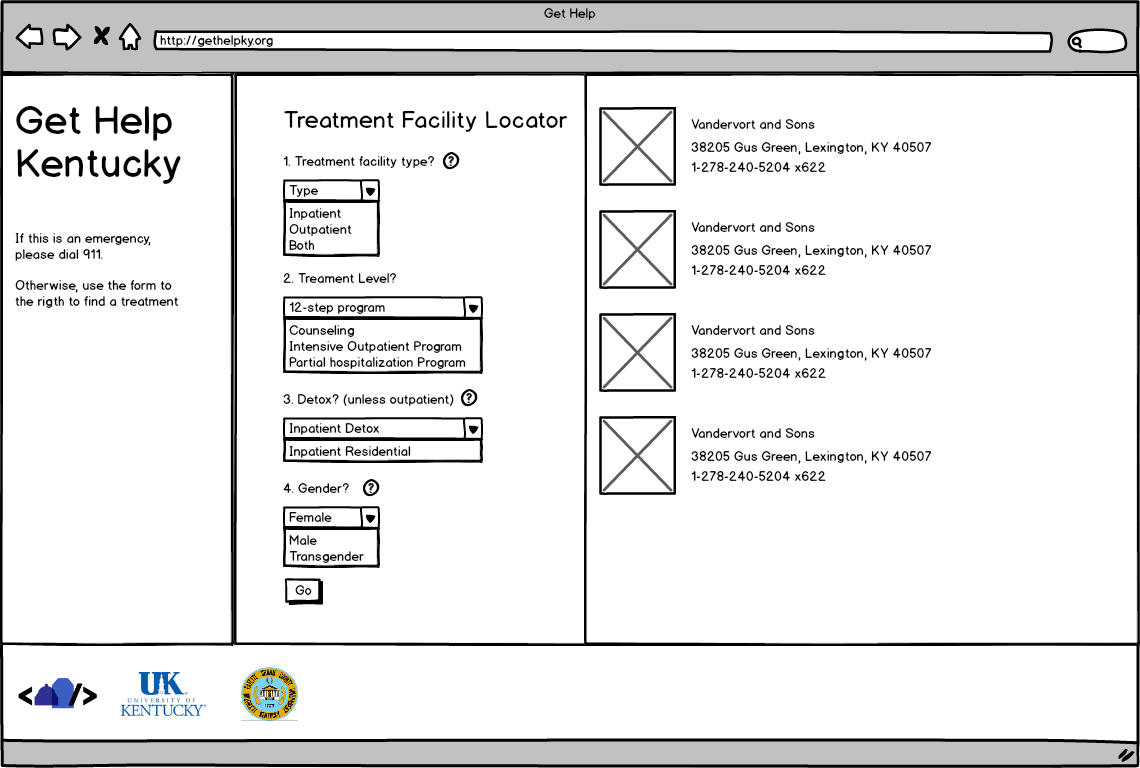 Get Help
http://gethelpky.org
Get Help
Kentucky
If this is an emergency,
please dial 911.
Otherwise, use the form to
the rigth to find a treatment
Treatment Facility Locator
1. Treatment facility type? ?
Type
Inpatient
Outpatient
Both
2. Treament Level?
12-step program
Counseling
Intensive Outpatient Program
Partial hospitalization Program
3. Detox? (unless outpatient) ?
Inpatient Detox
Inpatient Residential
4. Gender? ?
Female
Male
Transgender
Go
Vandervort and Sons
38205 Gus Green, Lexington, KY 40507
1-278-240-5204 x622
Vandervort and Sons
38205 Gus Green, Lexington, KY 40507
1-278-240-5204 x622
Vandervort and Sons
38205 Gus Green, Lexington, KY 40507
1-278-240-5204 x622
Vandervort and Sons
38205 Gus Green, Lexington, KY 40507
1-278-240-5204 x622
UK
UNIVERSITY OF
KENTUCKY